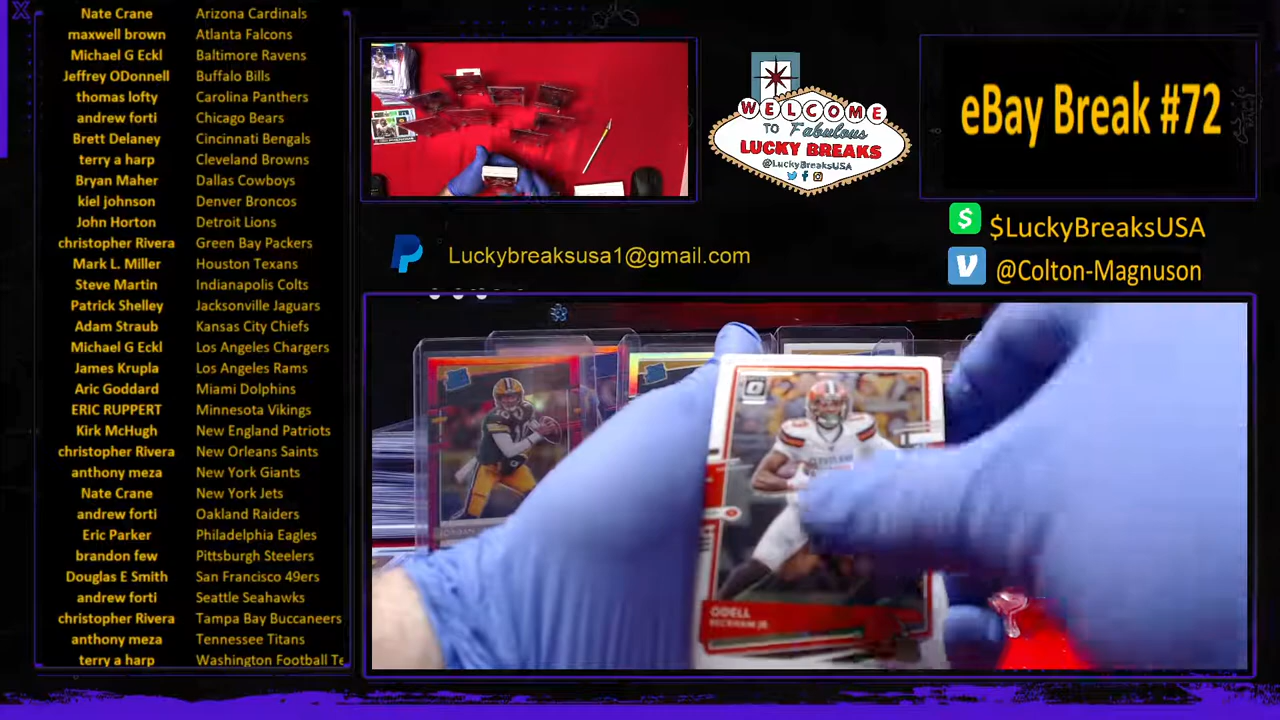 Nate Crane Arizona Cardinals
maxwell brown Atlanta Falcons
Michael G Eckl Baltimore Ravens
Jeffrey ODonnell Buffalo Bills
thomas lofty Carolina Panthers
andrew forti Chicago Bears
Brett Delaney Cincinnati Bengals
terry a harp Cleveland Browns
Bryan Maher Dallas Cowboys
kiel johnson Denver Broncos
John Horton Detroit Lions
christopher Rivera Green Bay Packers
Mark L. Miller Houston Texans
Steve Martin Indianapolis Colts
Patrick Shelley Jacksonville Jaguars
Adam Straub Kansas City Chiefs
Michael G Eckl Los Angeles Chargers
James Krupla Los Angeles Rams
Aric Goddard Miami Dolphins
ERIC RUPPERT Minnesota Vikings
Kirk McHugh New England Patriots
christopher Rivera New Orleans Saints
anthony meza New York Giants
Nate Crane New York Jets
andrew forti Oakland Raiders
Eric Parker Philadelphia Eagles
brandon few Pittsburgh Steelers
Douglas E Smith San Francisco 49ers
andrew forti Seattle Seahawks
christopher Rivera Tampa Bay Buccaneers
anthony meza Tennessee Titans
terry a harp Washington Football Te
WELCOME
TO Fabulous
LUCKY BREAKS
@LuckyBreaksUSA
eBay Break #72
$LuckyBreaksUSA
@Colton-Magnuson
Luckybreaksusa1@gmail.com
ODELL
BECKHAM JR